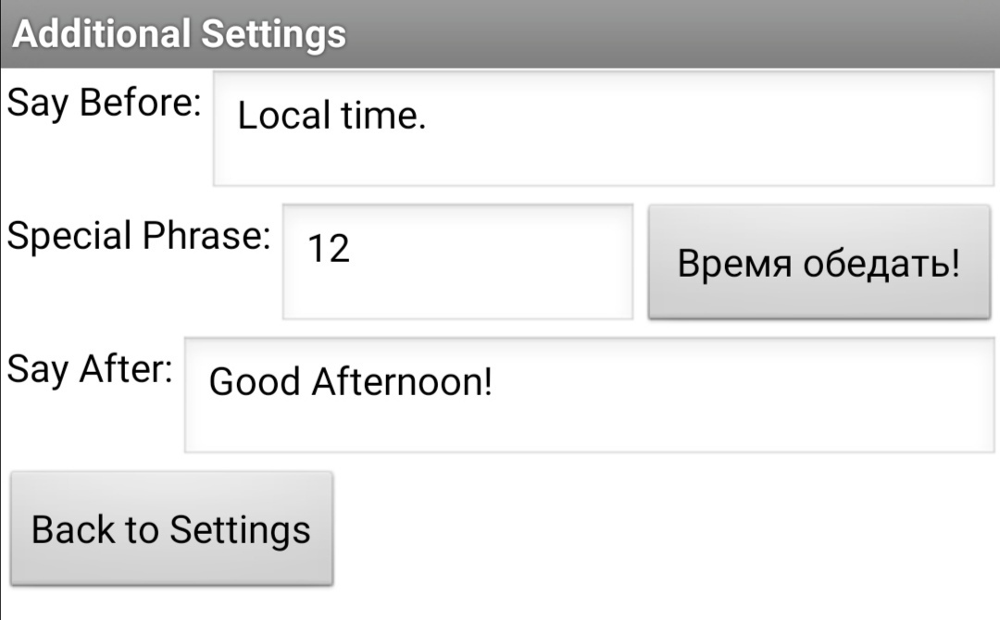 Additional Settings
Say Before: Local time.
Special Phrase: 12 Время обедать!
Say After: Good Afternoon!
Back to Settings